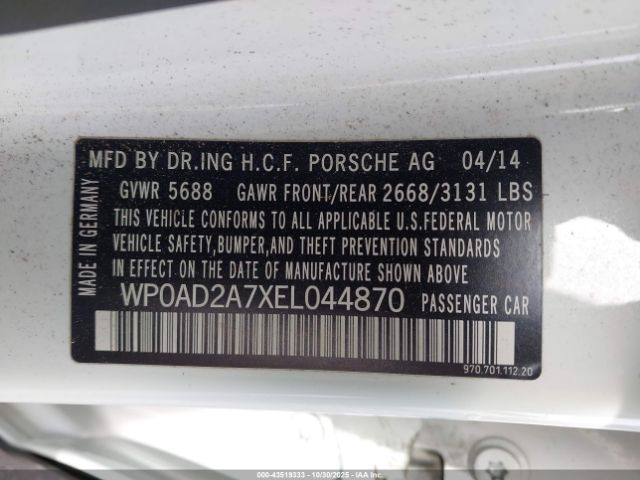 MFD BY DR.ING H.C.F. PORSCHE AG 04/14
GVWR 5688 GAWR FRONT/REAR 2668/3131 LBS
THIS VEHICLE CONFORMS TO ALL APPLICABLE U.S.FEDERAL MOTOR
VEHICLE SAFETY,BUMPER,AND THEFT PREVENTION STANDARDS
IN EFFECT ON THE DATE OF MANUFACTURE SHOWN ABOVE
WP0AD2A7XEL044870 PASSENGER CAR
MADE IN GERMANY
970.701.112.20
000-43519333 - 10/30/2025 - IAAI.COM